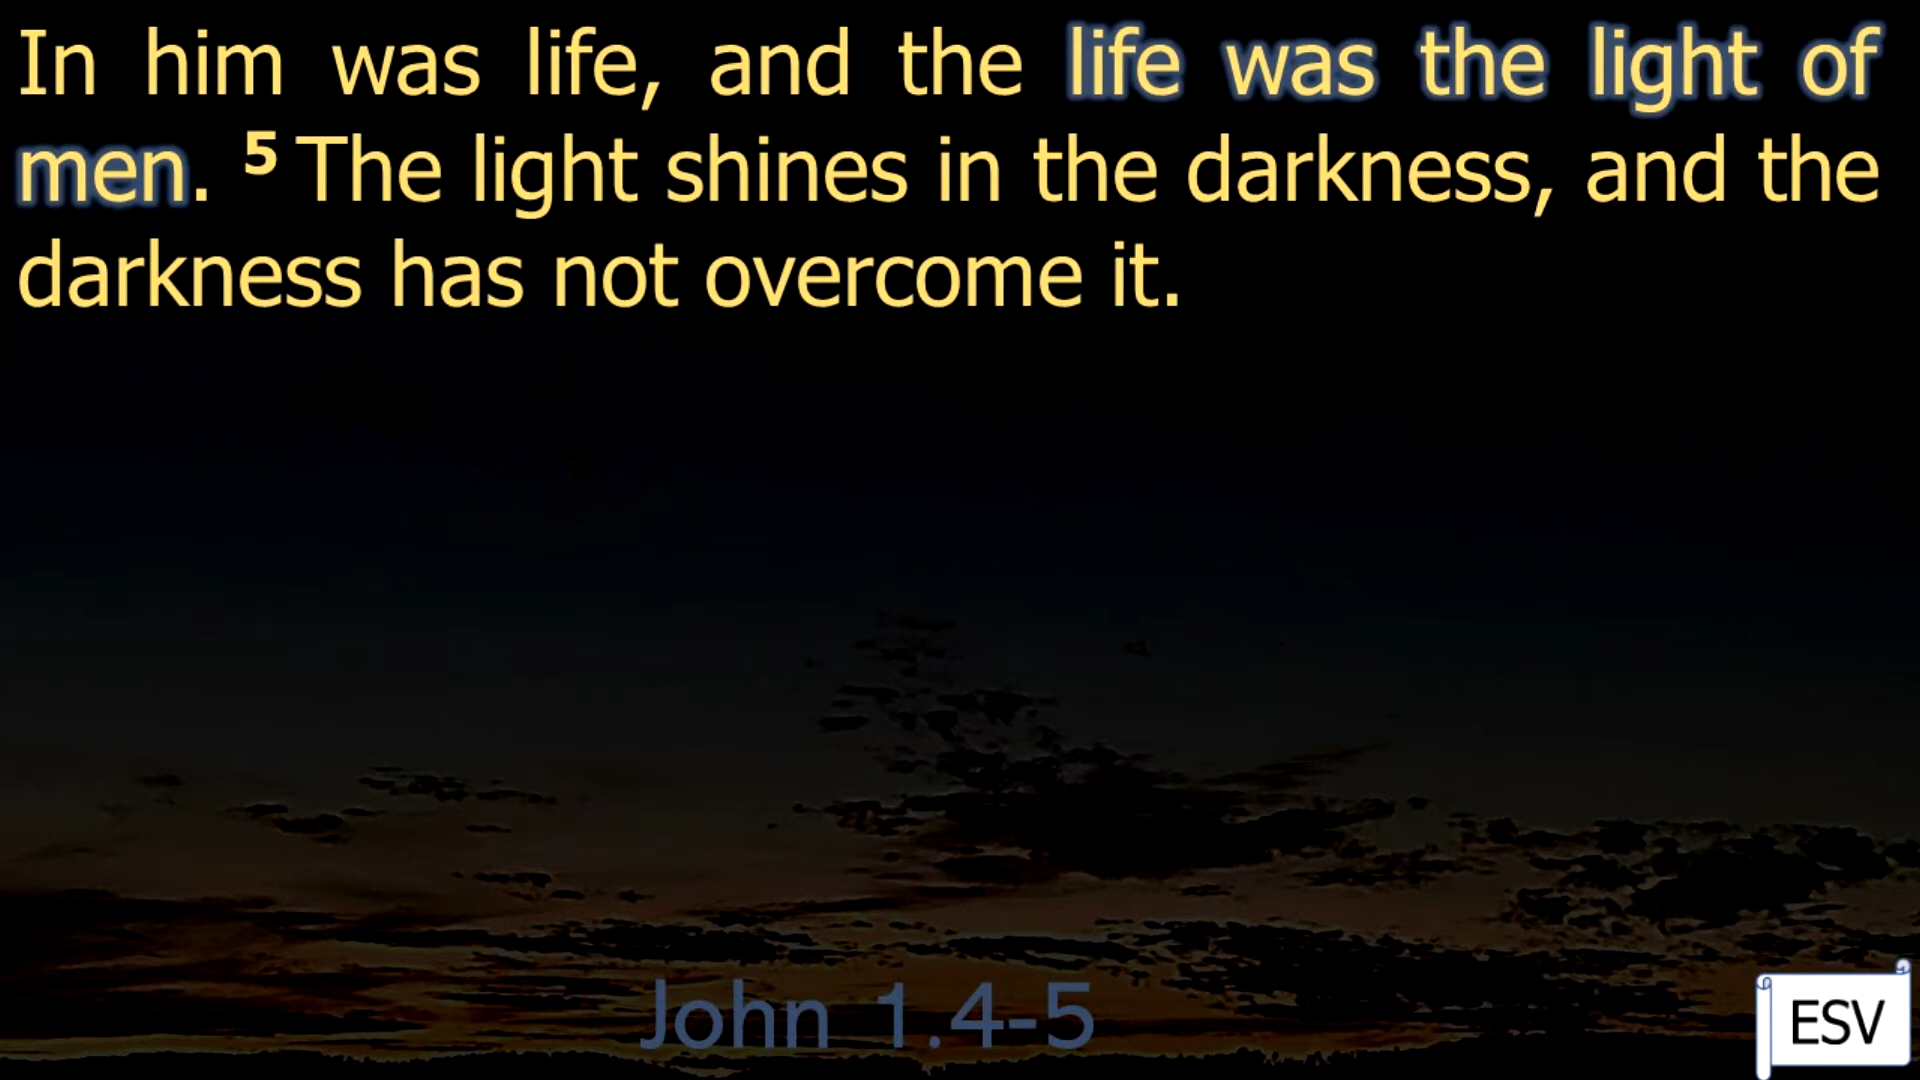 In him was life, and the life was the light of
men. 5 The light shines in the darkness, and the
darkness has not overcome it.
John 1.4-5
ESV